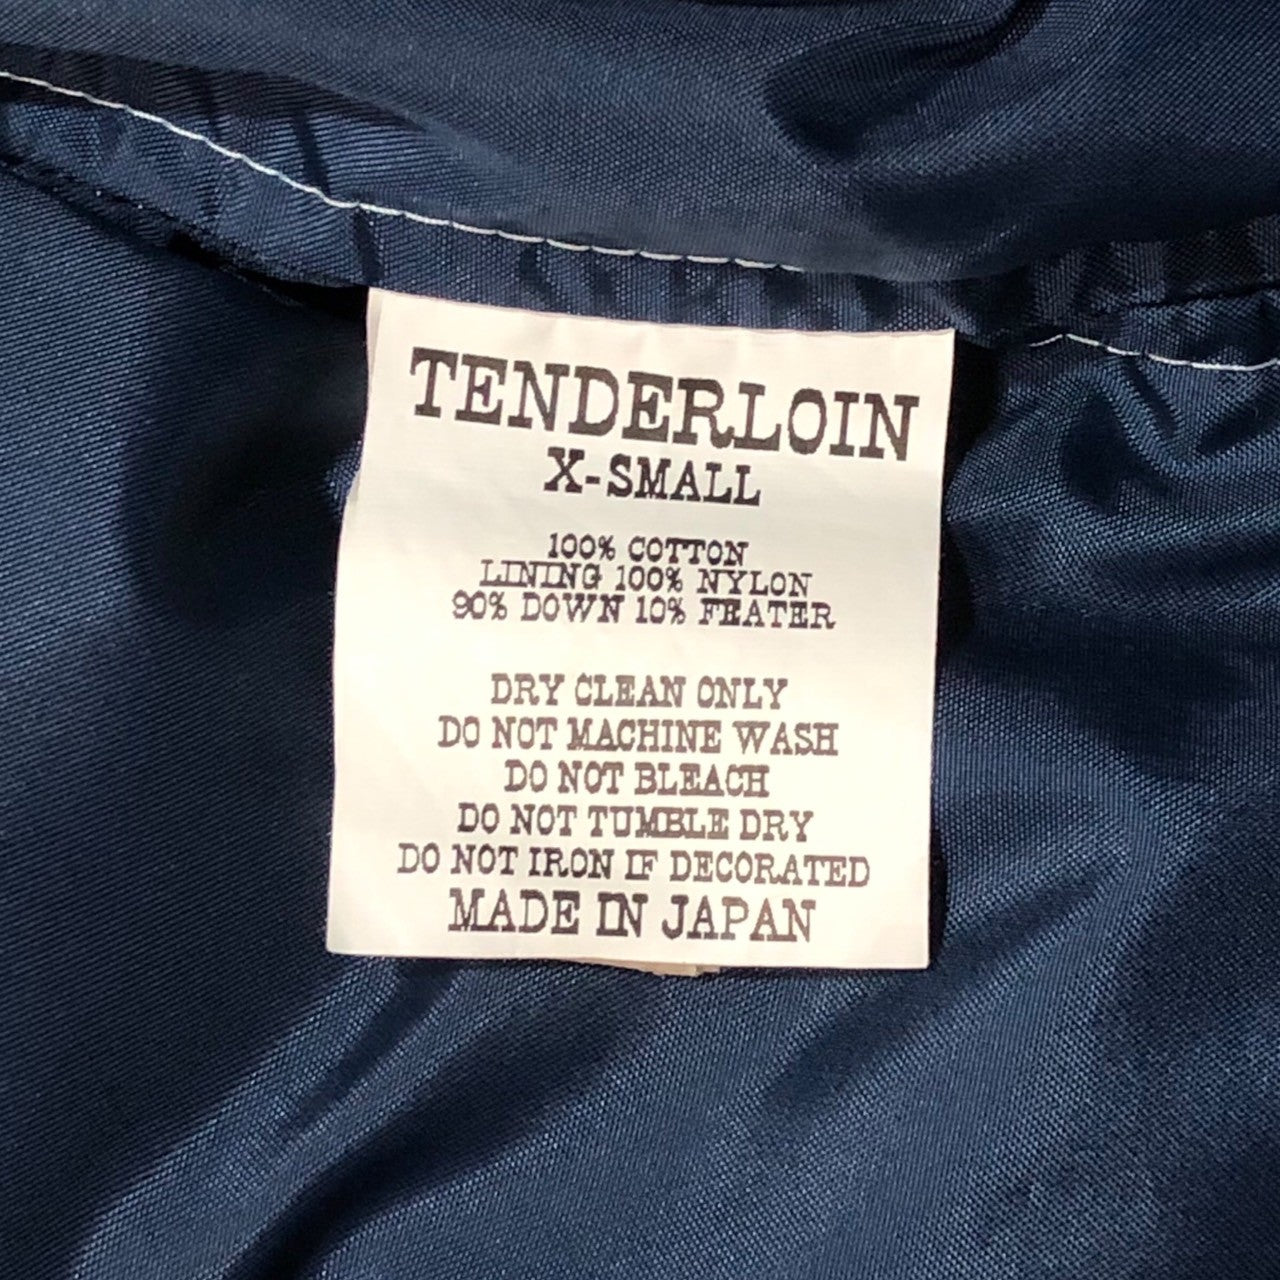 TENDERLOIN
X-SMALL
100% COTTON
LINING 100% NYLON
90% DOWN 10% FEATER
DRY CLEAN ONLY
DO NOT MACHINE WASH
DO NOT BLEACH
DO NOT TUMBLE DRY
DO NOT IRON IF DECORATED
MADE IN JAPAN